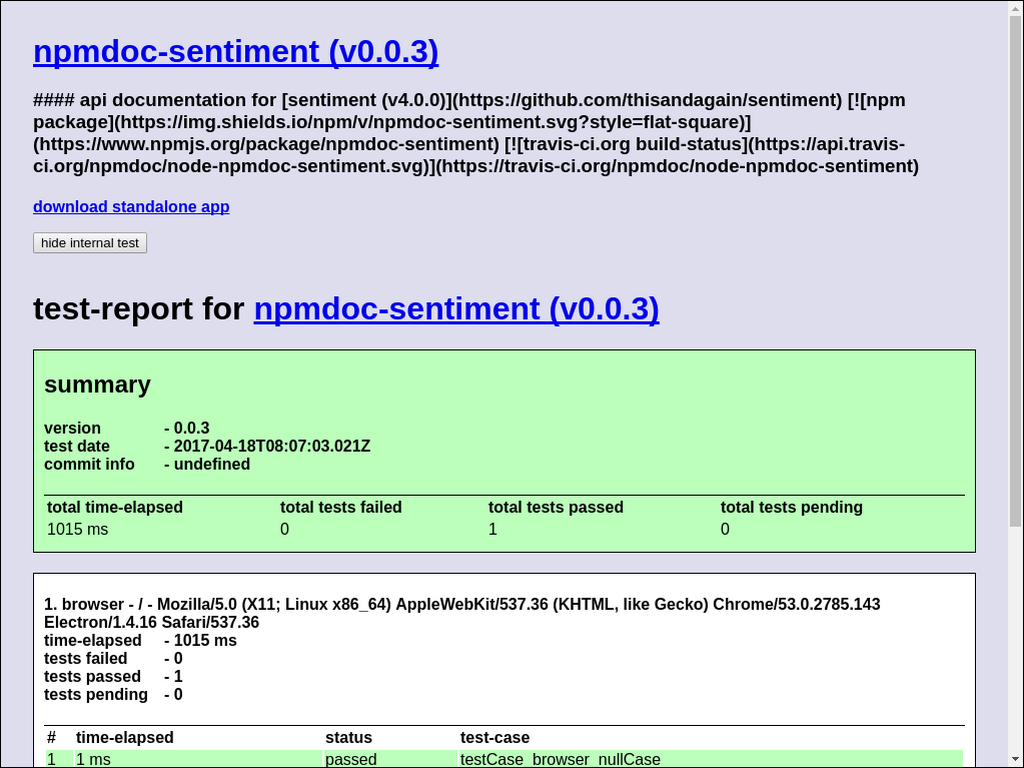 npmdoc-sentiment (v0.0.3)
#### api documentation for [sentiment (v4.0.0)](https://github.com/thisandagain/sentiment) [![npm
package](https://img.shields.io/npm/v/npmdoc-sentiment.svg?style=flat-square)]
(https://www.npmjs.org/package/npmdoc-sentiment) [![travis-ci.org build-status](https://api.travis-
ci.org/npmdoc/node-npmdoc-sentiment.svg)](https://travis-ci.org/npmdoc/node-npmdoc-sentiment)
download standalone app
hide internal test
test-report for npmdoc-sentiment (v0.0.3)
summary
version - 0.0.3
test date - 2017-04-18T08:07:03.021Z
commit info - undefined
total time-elapsed total tests failed total tests passed total tests pending
1015 ms 0 1 0
1. browser - / - Mozilla/5.0 (X11; Linux x86_64) AppleWebKit/537.36 (KHTML, like Gecko) Chrome/53.0.2785.143
Electron/1.4.16 Safari/537.36
time-elapsed - 1015 ms
tests failed - 0
tests passed - 1
tests pending - 0
# time-elapsed status test-case
1 1 ms passed testCase_browser_nullCase